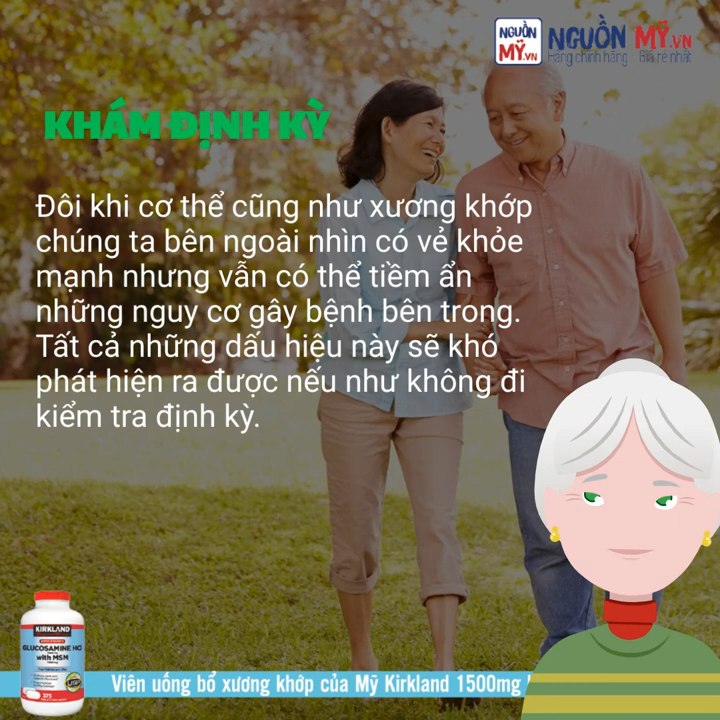 NGUỒN
MỸ.VN
NGUỒN MỸ.VN
Hàng chính hãng Giá rẻ nhất
KHÁM ĐỊNH KỲ
Đôi khi cơ thể cũng như xương khớp
chúng ta bên ngoài nhìn có vẻ khỏe
mạnh nhưng vẫn có thể tiềm ẩn
những nguy cơ gây bệnh bên trong.
Tất cả những dấu hiệu này sẽ khó
phát hiện ra được nếu như không đi
kiểm tra định kỳ.
KIRKLAND
GLUCOSAMINE HCl
with MSM
USP
375
Viên uống bổ xương khớp của Mỹ Kirkland 1500mg